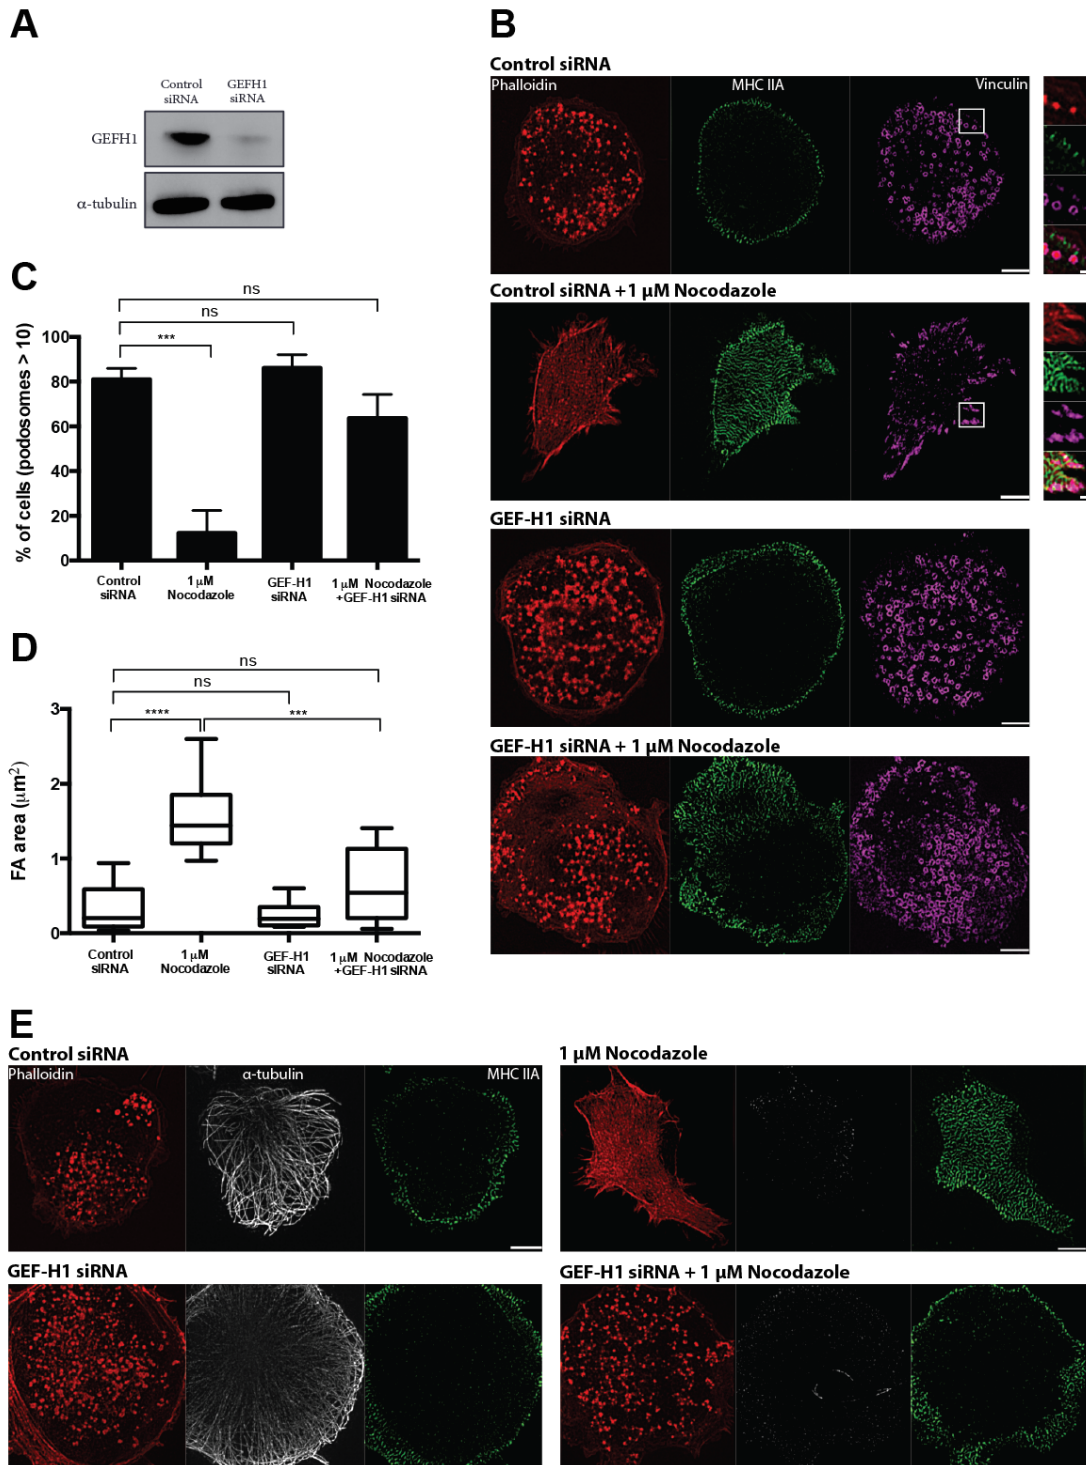 A
Control
siRNA
GEFH1
siRNA
GEFH1
α-tubulin
B
Control siRNA
Phalloidin
MHC IIA
Vinculin
Control siRNA +1 μM Nocodazole
GEF-H1 siRNA
GEF-H1 siRNA + 1 μM Nocodazole
C
ns
ns
***
% of cells (podosomes > 10)
100
80
60
40
20
0
Control
siRNA
1 μM
Nocodazole
GEF-H1
siRNA
1 μM Nocodazole
+GEF-H1 siRNA
D
ns
ns
****
***
FA area (μm²)
3
2
1
0
Control
siRNA
1 μM
Nocodazole
GEF-H1
siRNA
1 μM Nocodazole
+GEF-H1 siRNA
E
Control siRNA
Phalloidin
α-tubulin
MHC IIA
1 μM Nocodazole
GEF-H1 siRNA
GEF-H1 siRNA + 1 μM Nocodazole